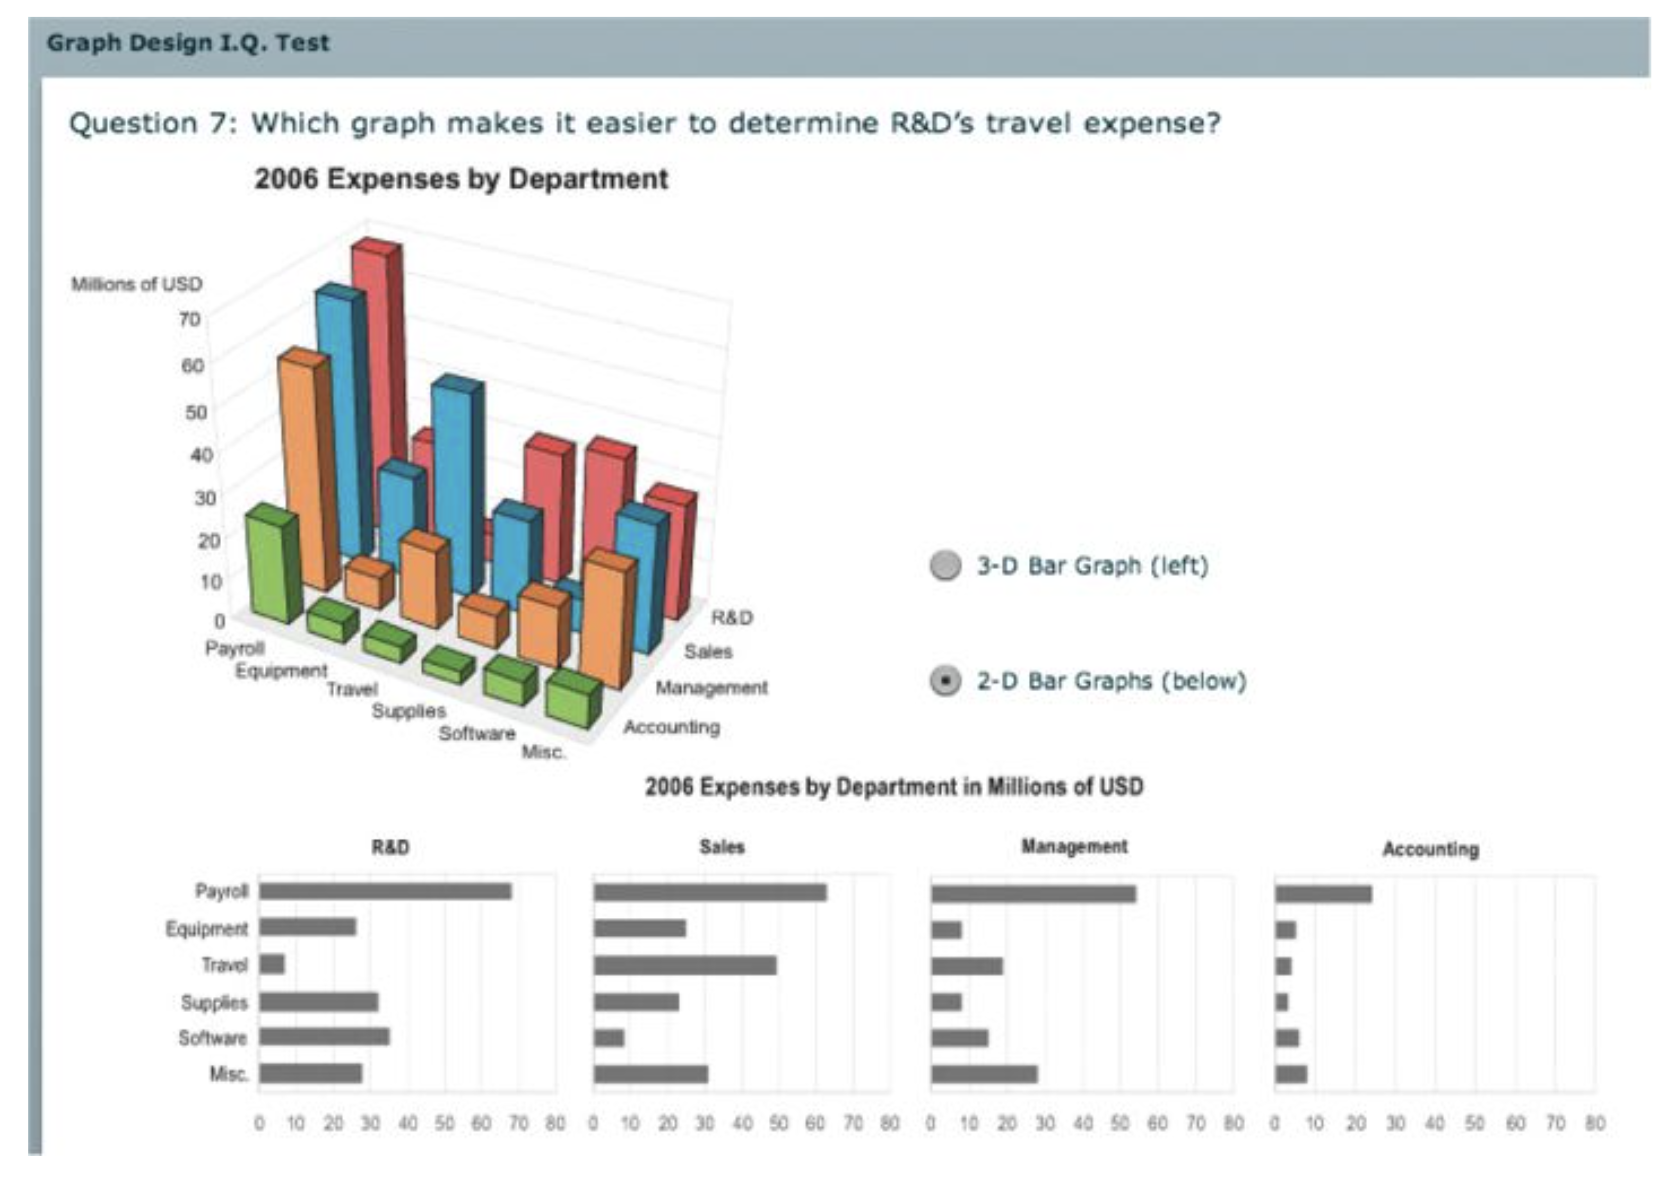 Graph Design I.Q. Test
Question 7: Which graph makes it easier to determine R&D's travel expense?
2006 Expenses by Department
Millions of USD
70
60
50
40
30
20
10
0
Payroll
Equipment
Travel
Supplies
Software
Misc.
R&D
Sales
Management
Accounting
3-D Bar Graph (left)
2-D Bar Graphs (below)
2006 Expenses by Department in Millions of USD
R&D Sales Management Accounting
Payroll
Equipment
Travel
Supplies
Software
Misc.
0 10 20 30 40 50 60 70 80 0 10 20 30 40 50 60 70 80 0 10 20 30 40 50 60 70 80 0 10 20 30 40 50 60 70 80